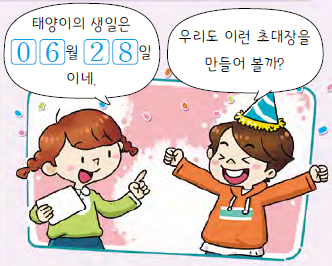 태양이의 생일은
06월 28일
이네.
우리도 이런 초대장을
만들어 볼까?